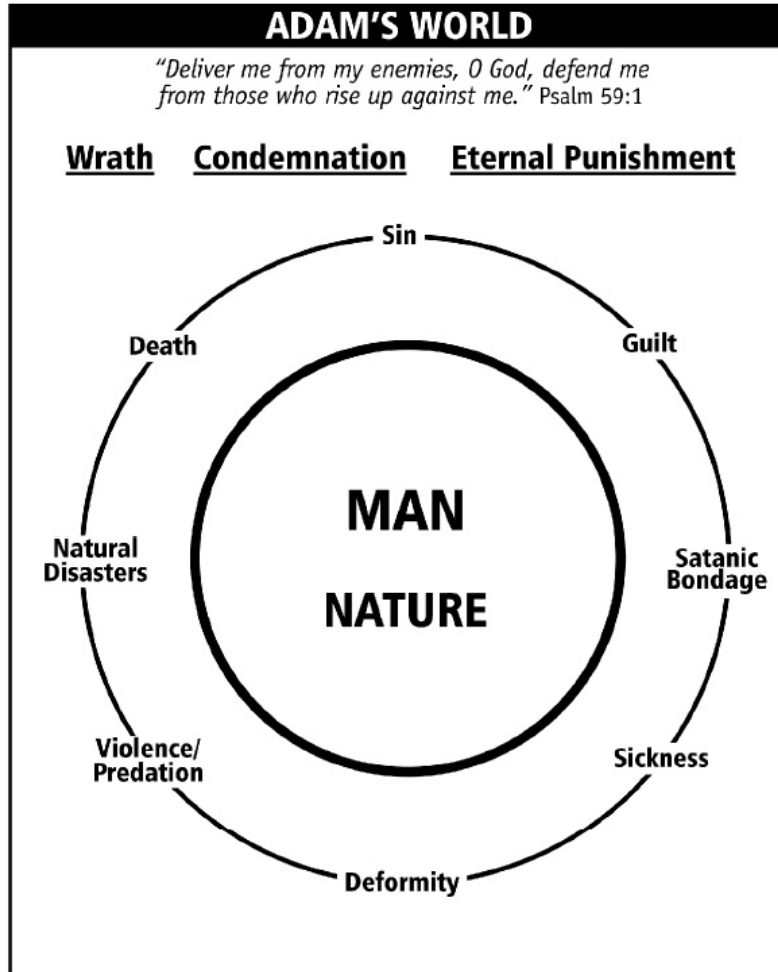 ADAM'S WORLD
“Deliver me from my enemies, O God, defend me
from those who rise up against me.” Psalm 59:1
Wrath Condemnation Eternal Punishment
Sin
Death
Guilt
MAN
NATURE
Natural
Disasters
Satanic
Bondage
Violence/
Predation
Sickness
Deformity